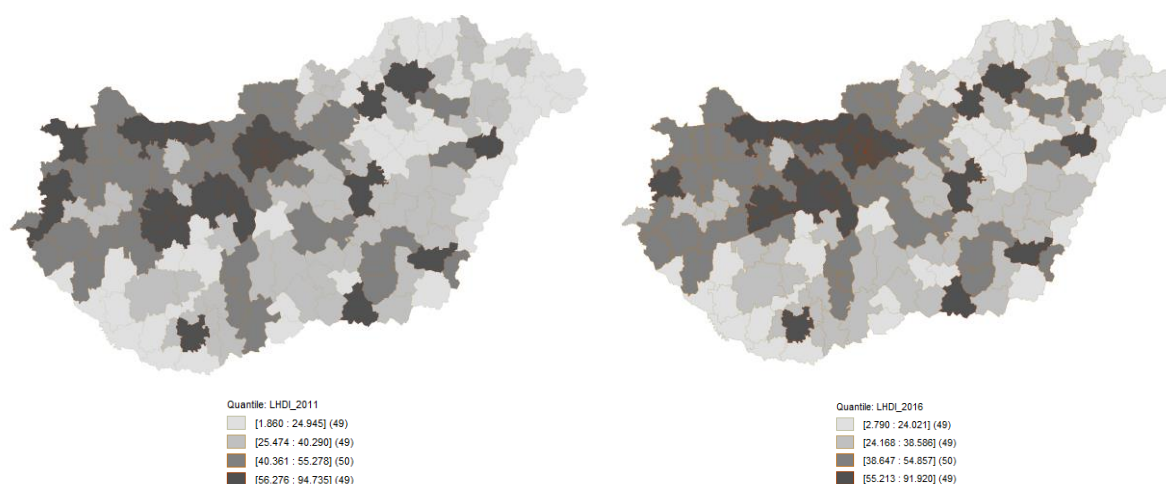 Quantile: LHDI_2011
[1.860 : 24.945] (49)
[25.474 : 40.290] (49)
[40.361 : 55.278] (50)
[56.276 : 94.735] (49)
Quantile: LHDI_2016
[2.790 : 24.021] (49)
[24.168 : 38.586] (49)
[38.647 : 54.857] (50)
[55.213 : 91.920] (49)